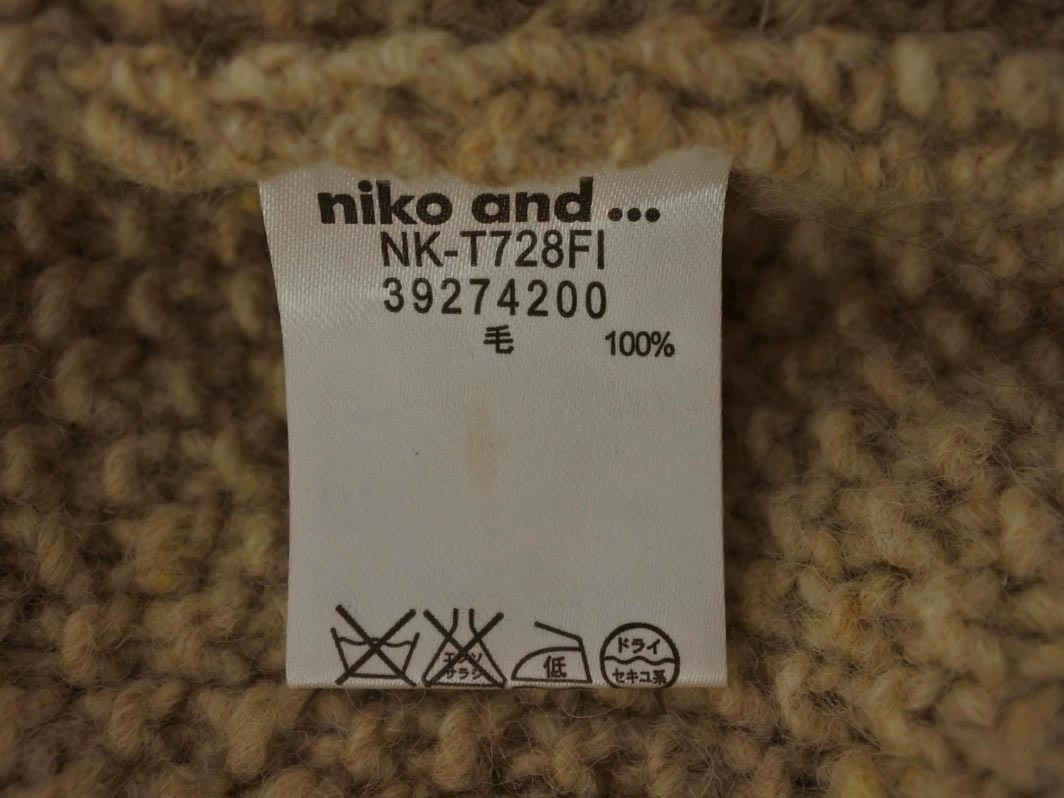 niko and ...
NK-T728FI
39274200
毛 100%
エンソ
サラシ
低
ドライ
セキユ系